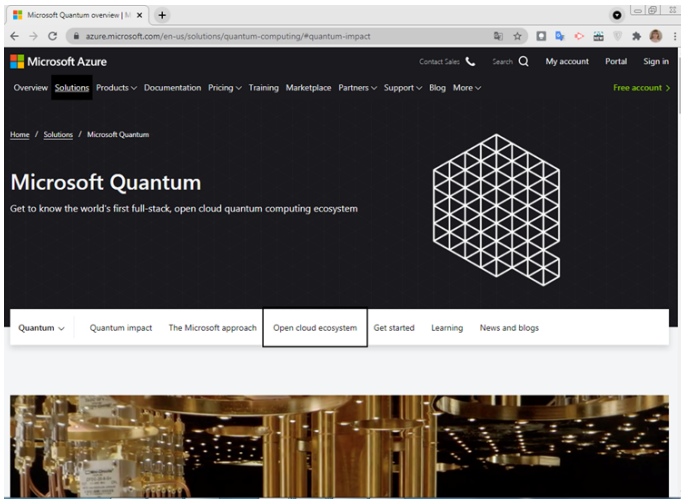 Microsoft Quantum overview | M
azure.microsoft.com/en-us/solutions/quantum-computing/#quantum-impact
Microsoft Azure
Contact Sales Search My account Portal Sign in
Overview Solutions Products Documentation Pricing Training Marketplace Partners Support Blog More Free account
Home / Solutions / Microsoft Quantum
Microsoft Quantum
Get to know the world's first full-stack, open cloud quantum computing ecosystem
Quantum Quantum impact The Microsoft approach Open cloud ecosystem Get started Learning News and blogs